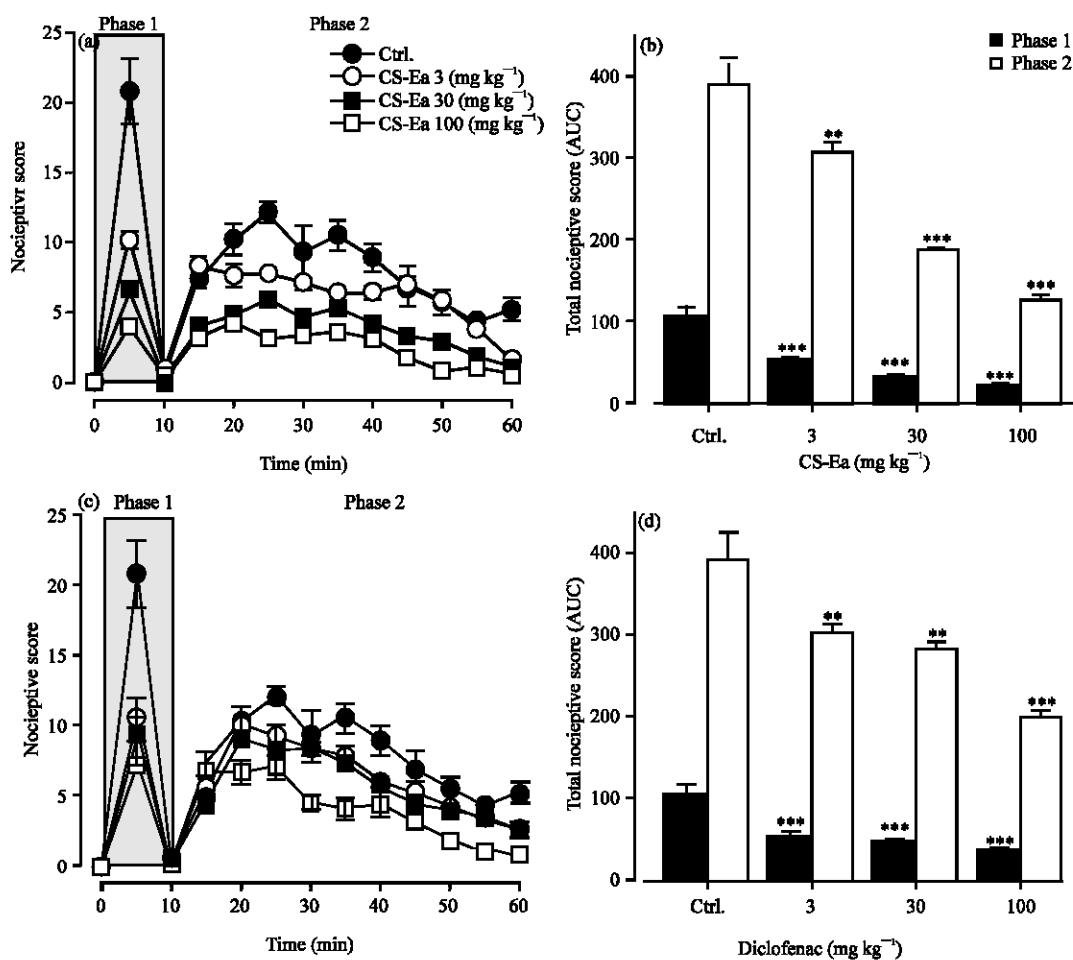 Phase 1 Phase 2
(a)
Ctrl.
CS-Ea 3 (mg kg⁻¹)
CS-Ea 30 (mg kg⁻¹)
CS-Ea 100 (mg kg⁻¹)
25
20
15
10
5
0
Nocieptivr score
0 10 20 30 40 50 60
Time (min)
(b)
Phase 1
Phase 2
400
300
200
100
0
Total nocieptive score (AUC)
**
***
***
***
***
***
Ctrl. 3 30 100
CS-Ea (mg kg⁻¹)
(c) Phase 1 Phase 2
25
20
15
10
5
0
Nocieptive score
0 10 20 30 40 50 60
Time (min)
(d)
400
300
200
100
0
Total nocieptive score (AUC)
**
**
***
***
***
***
Ctrl. 3 30 100
Diclofenac (mg kg⁻¹)